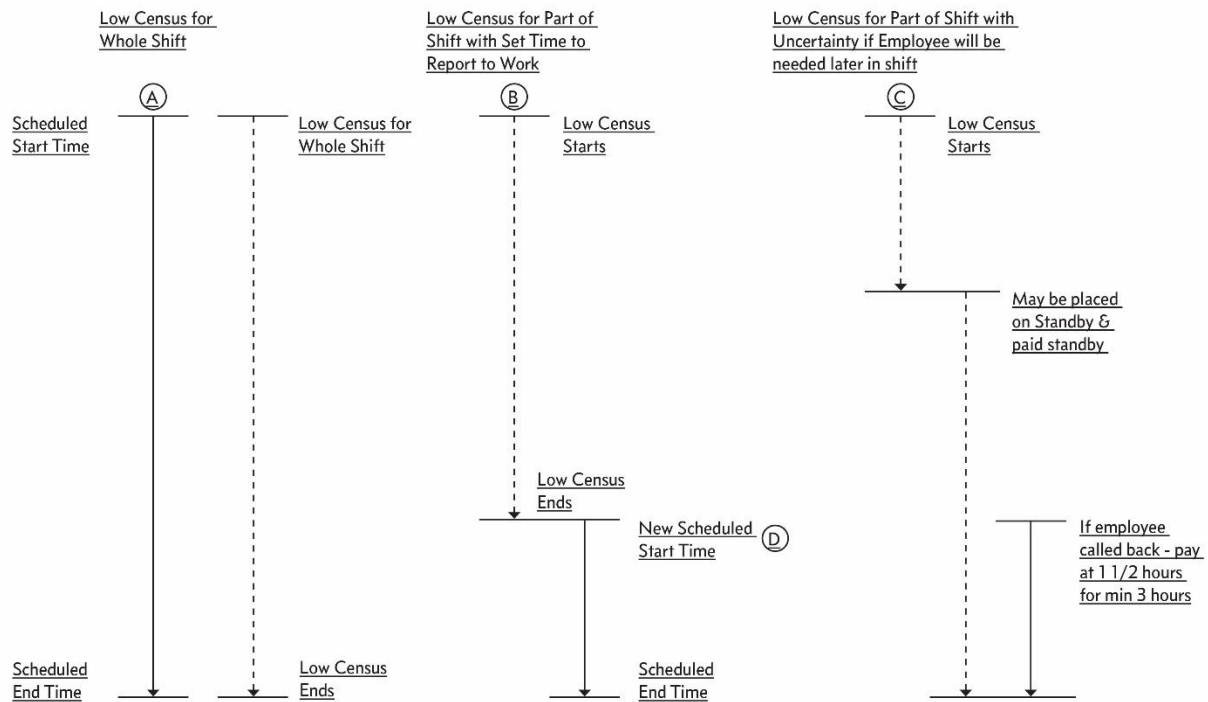 Low Census for
Whole Shift
Low Census for Part of
Shift with Set Time to
Report to Work
Low Census for Part of Shift with
Uncertainty if Employee will be
needed later in shift
A
B
C
Scheduled
Start Time
Low Census for
Whole Shift
Low Census
Starts
Low Census
Starts
May be placed
on Standby &
paid standby
Low Census
Ends
New Scheduled
Start Time
D
If employee
called back - pay
at 1 1/2 hours
for min 3 hours
Scheduled
End Time
Low Census
Ends
Scheduled
End Time